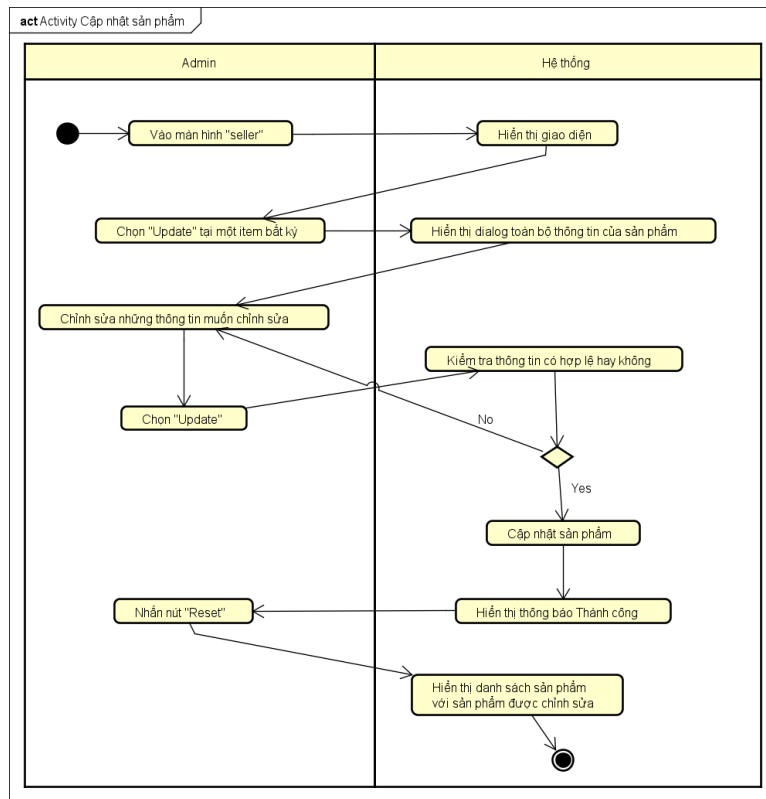 act Activity Cập nhật sản phẩm
Admin
Hệ thống
Vào màn hình "seller"
Hiển thị giao diện
Chọn "Update" tại một item bất kỳ
Hiển thị dialog toàn bộ thông tin của sản phẩm
Chỉnh sửa những thông tin muốn chỉnh sửa
Kiểm tra thông tin có hợp lệ hay không
Chọn "Update"
No
Yes
Cập nhật sản phẩm
Nhấn nút "Reset"
Hiển thị thông báo Thành công
Hiển thị danh sách sản phẩm
với sản phẩm được chỉnh sửa